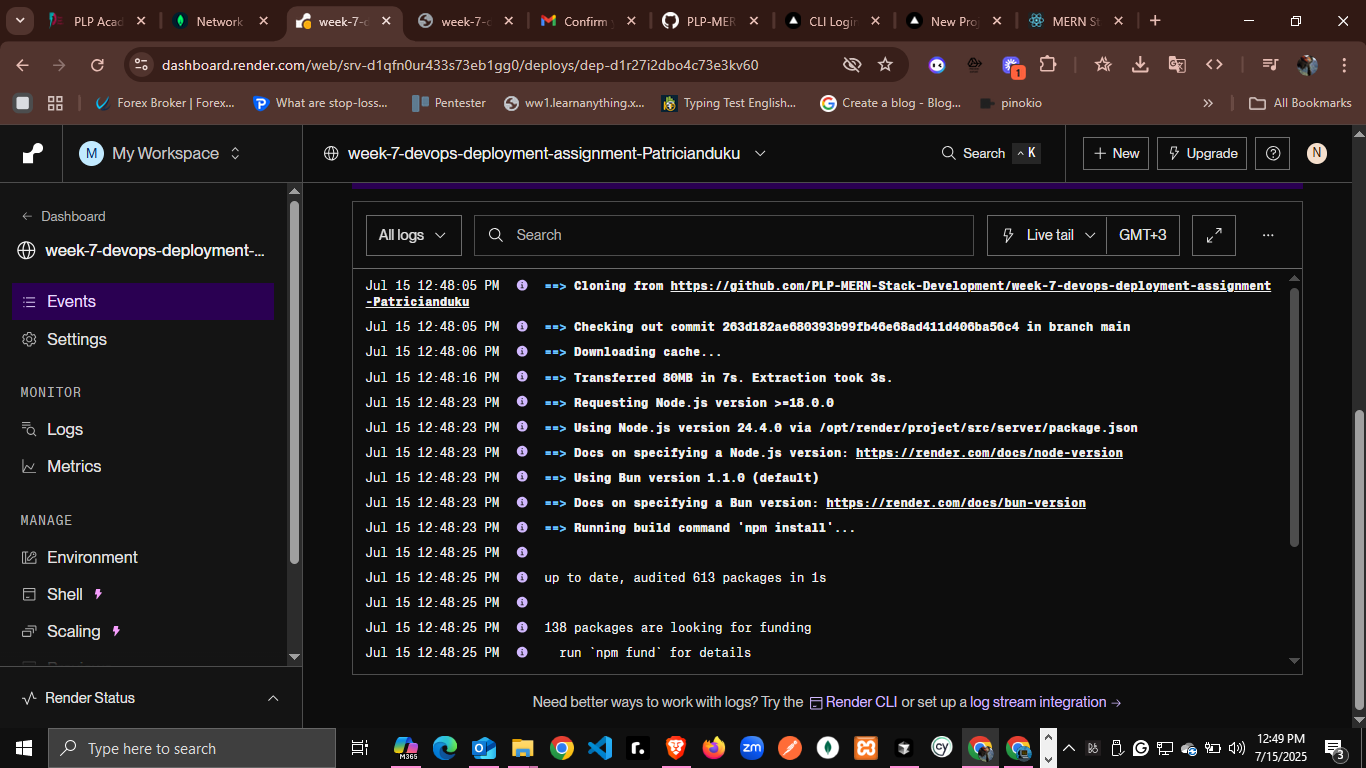 PLP Acad
Network
week-7-d
week-7-d
Confirm y
PLP-MER
CLI Login
New Proj
MERN St
dashboard.render.com/web/srv-d1qfn0ur433s73eb1gg0/deploys/dep-d1r27i2dbo4c73e3kv60
1
Forex Broker | Forex...
What are stop-loss...
Pentester
ww1.learnanything.x...
Typing Test English...
Create a blog - Blog...
pinokio
»
All Bookmarks
M
My Workspace
week-7-devops-deployment-assignment-Patricianduku
Search
K
+ New
Upgrade
N
← Dashboard
week-7-devops-deployment-...
Events
Settings
MONITOR
Logs
Metrics
MANAGE
Environment
Shell
Scaling
Render Status
All logs
Search
Live tail
GMT+3
...
Jul 15 12:48:05 PM ==> Cloning from https://github.com/PLP-MERN-Stack-Development/week-7-devops-deployment-assignment
-Patricianduku
Jul 15 12:48:05 PM ==> Checking out commit 263d182ae680393b99fb46e68ad411d406ba56c4 in branch main
Jul 15 12:48:06 PM ==> Downloading cache...
Jul 15 12:48:16 PM ==> Transferred 80MB in 7s. Extraction took 3s.
Jul 15 12:48:23 PM ==> Requesting Node.js version >=18.0.0
Jul 15 12:48:23 PM ==> Using Node.js version 24.4.0 via /opt/render/project/src/server/package.json
Jul 15 12:48:23 PM ==> Docs on specifying a Node.js version: https://render.com/docs/node-version
Jul 15 12:48:23 PM ==> Using Bun version 1.1.0 (default)
Jul 15 12:48:23 PM ==> Docs on specifying a Bun version: https://render.com/docs/bun-version
Jul 15 12:48:23 PM ==> Running build command 'npm install'...
Jul 15 12:48:25 PM
Jul 15 12:48:25 PM up to date, audited 613 packages in 1s
Jul 15 12:48:25 PM
Jul 15 12:48:25 PM 138 packages are looking for funding
Jul 15 12:48:25 PM run `npm fund` for details
Need better ways to work with logs? Try the Render CLI or set up a log stream integration →
Type here to search
M365
zm
r.
cy
12:49 PM
7/15/2025
3